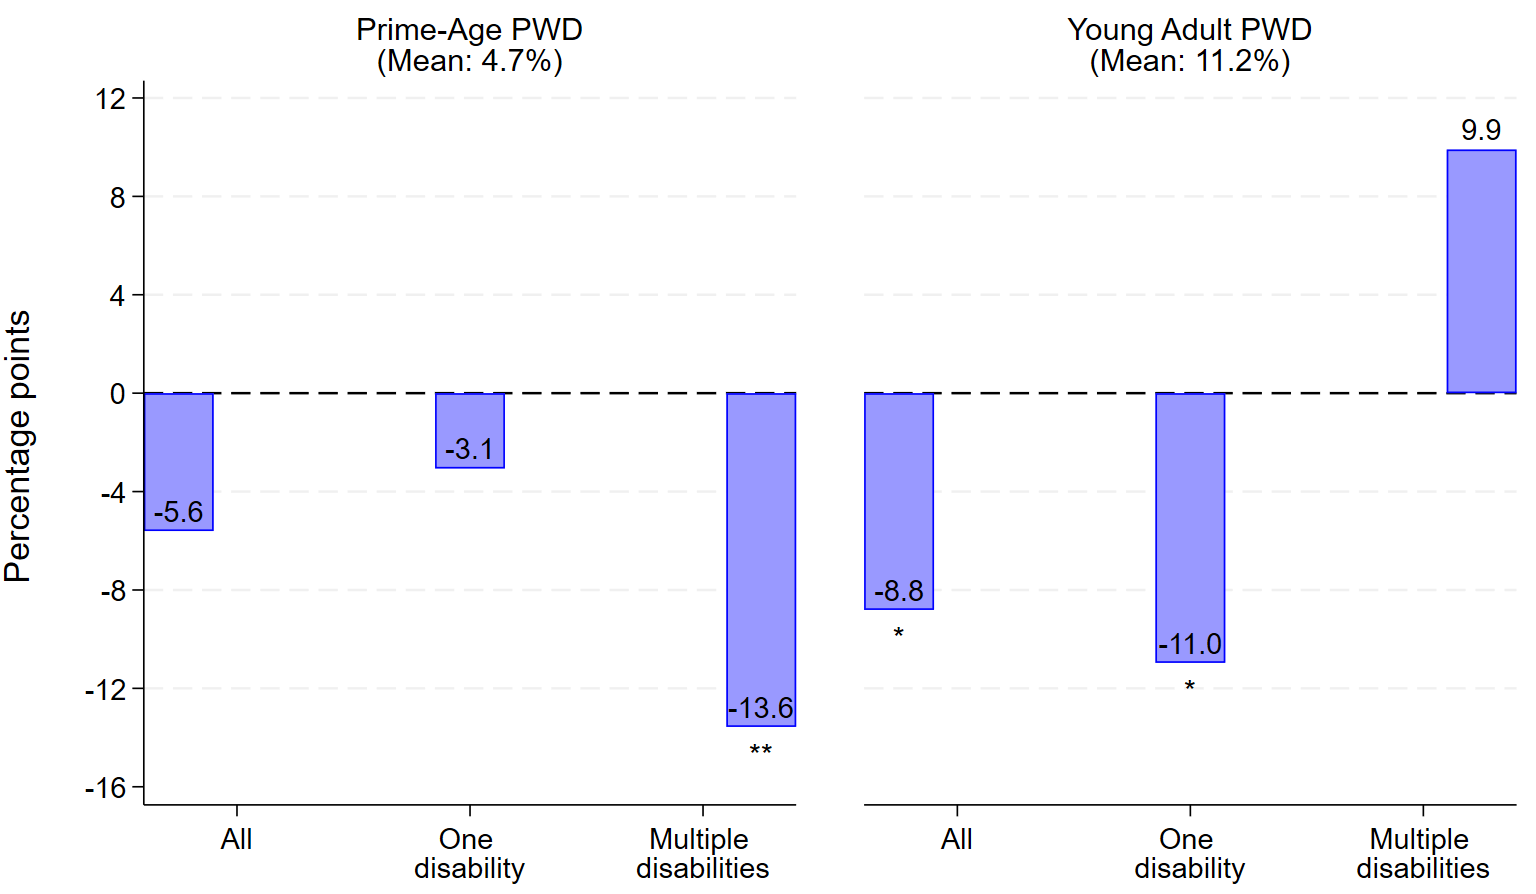 Prime-Age PWD
(Mean: 4.7%)
Young Adult PWD
(Mean: 11.2%)
Percentage points
12
8
4
0
-4
-8
-12
-16
-5.6
-3.1
-13.6
**
-8.8
*
-11.0
*
9.9
All
One
disability
Multiple
disabilities
All
One
disability
Multiple
disabilities